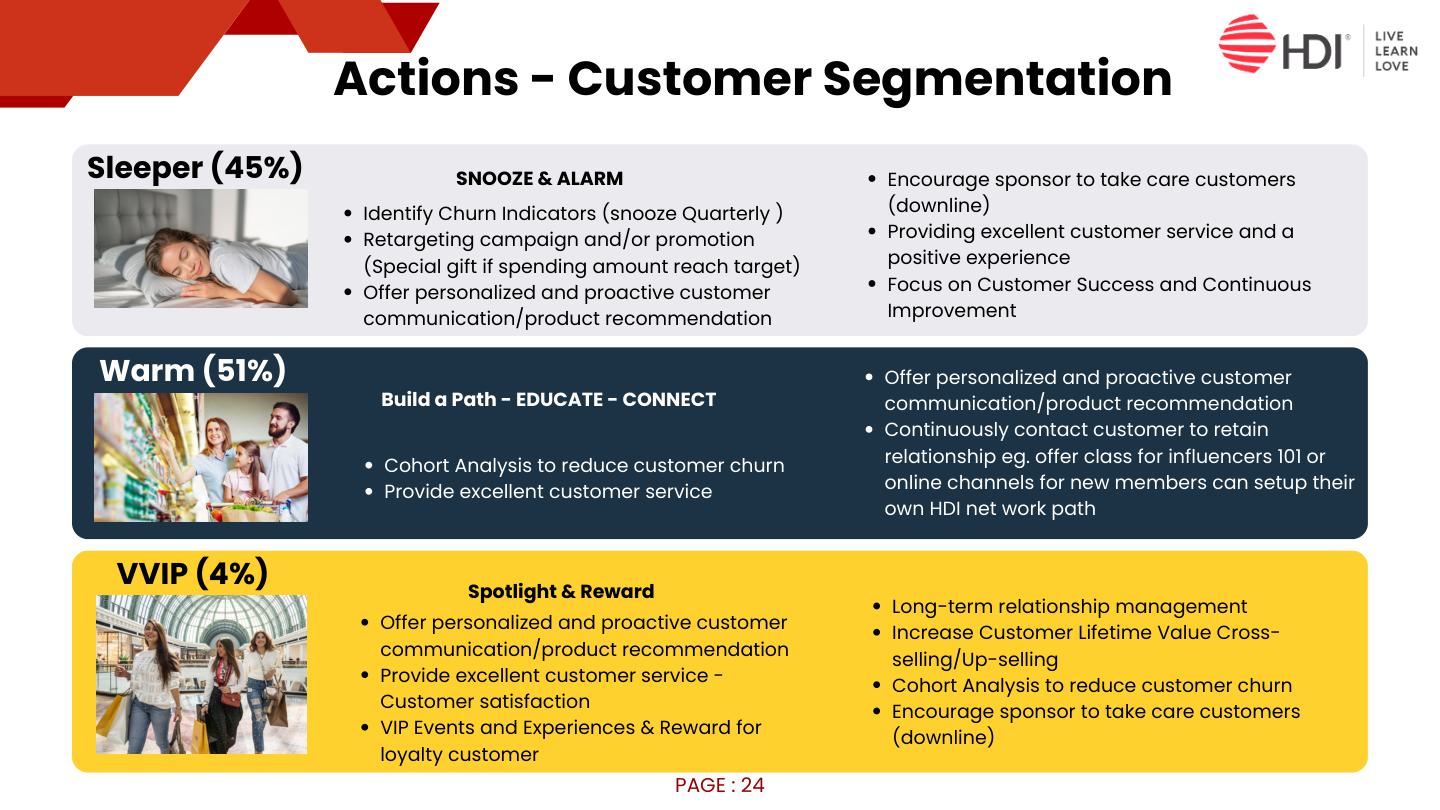 HDI
®
LIVE
LEARN
LOVE
Actions - Customer Segmentation
Sleeper (45%)
SNOOZE & ALARM
• Identify Churn Indicators (snooze Quarterly )
• Retargeting campaign and/or promotion
(Special gift if spending amount reach target)
• Offer personalized and proactive customer
communication/product recommendation
• Encourage sponsor to take care customers
(downline)
• Providing excellent customer service and a
positive experience
• Focus on Customer Success and Continuous
Improvement
Warm (51%)
Build a Path - EDUCATE - CONNECT
• Cohort Analysis to reduce customer churn
• Provide excellent customer service
• Offer personalized and proactive customer
communication/product recommendation
• Continuously contact customer to retain
relationship eg. offer class for influencers 101 or
online channels for new members can setup their
own HDI net work path
VVIP (4%)
Spotlight & Reward
• Offer personalized and proactive customer
communication/product recommendation
• Provide excellent customer service -
Customer satisfaction
• VIP Events and Experiences & Reward for
loyalty customer
• Long-term relationship management
• Increase Customer Lifetime Value Cross-
selling/Up-selling
• Cohort Analysis to reduce customer churn
• Encourage sponsor to take care customers
(downline)
PAGE : 24